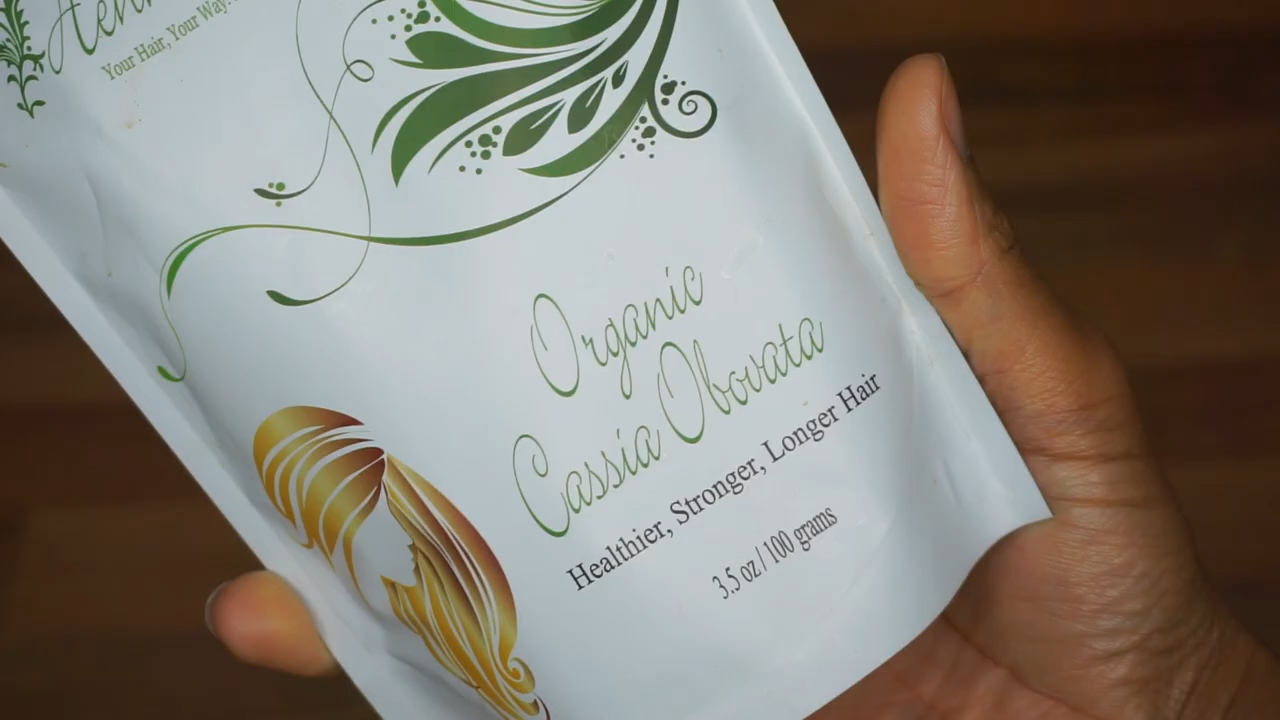 Your Hair, Your Way.
Organic
Cassia Obovata
Healthier, Stronger, Longer Hair
3.5 oz / 100 grams